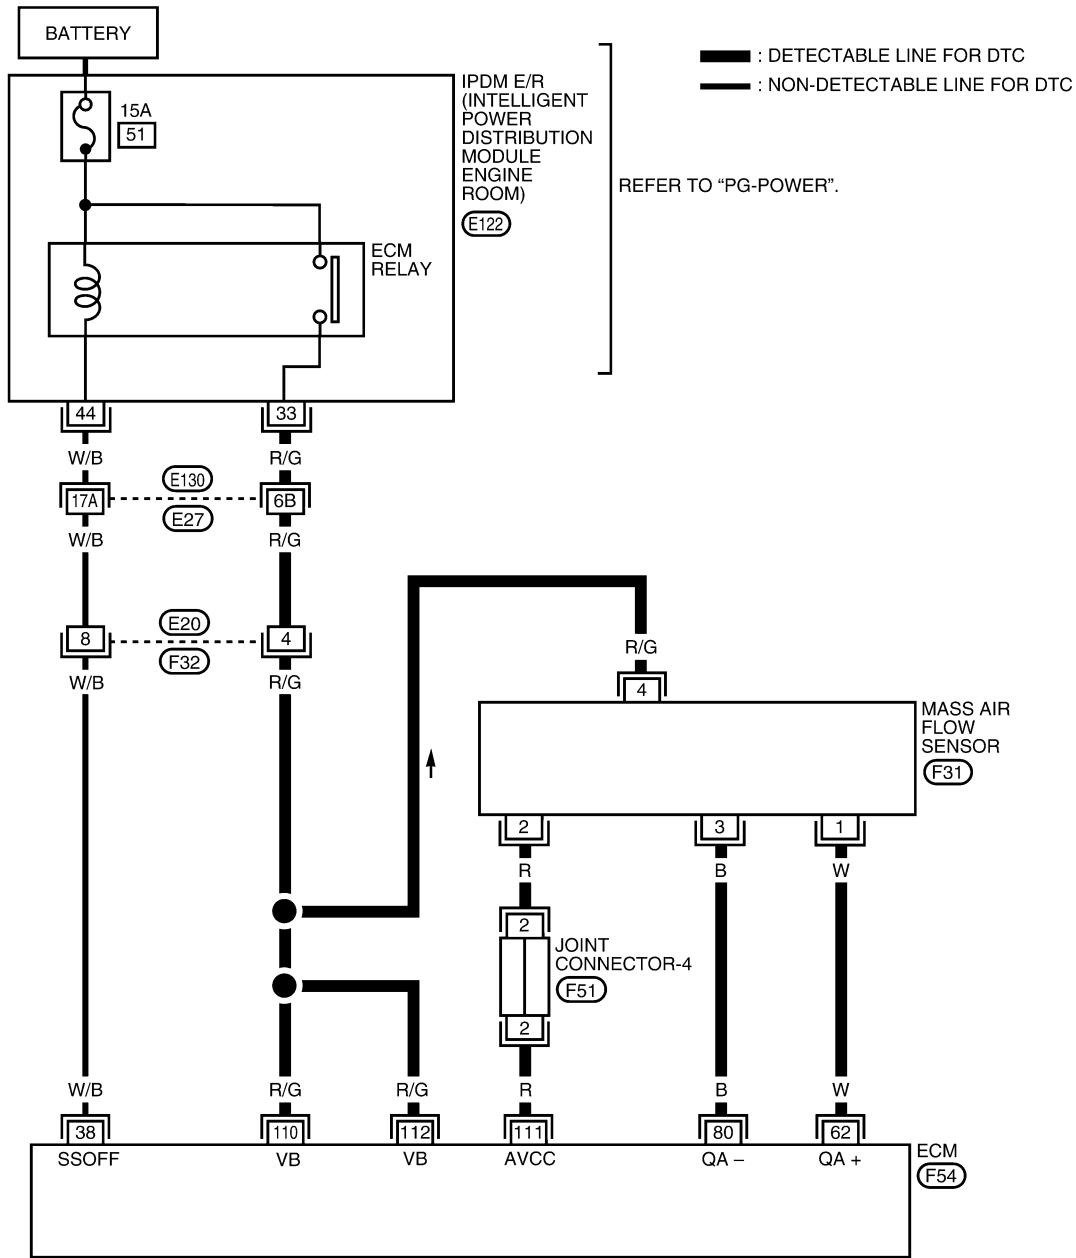 BATTERY
: DETECTABLE LINE FOR DTC
: NON-DETECTABLE LINE FOR DTC
15A
51
IPDM E/R
(INTELLIGENT
POWER
DISTRIBUTION
MODULE
ENGINE
ROOM)
E122
REFER TO “PG-POWER”.
ECM
RELAY
44
33
W/B
R/G
E130
17A
6B
E27
W/B
R/G
E20
8
4
F32
W/B
R/G
R/G
4
MASS AIR
FLOW
SENSOR
F31
2
3
1
R
B
W
2
JOINT
CONNECTOR-4
F51
2
W/B
R/G
R/G
R
B
W
38
110
112
111
80
62
SSOFF
VB
VB
AVCC
QA –
QA +
ECM
F54